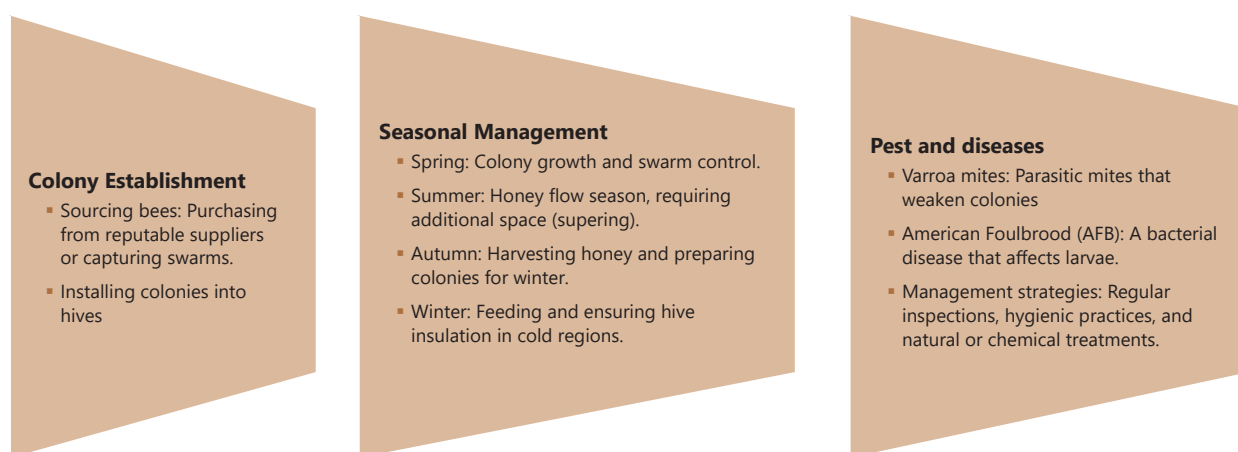 Colony Establishment
▪ Sourcing bees: Purchasing
from reputable suppliers
or capturing swarms.
▪ Installing colonies into
hives
Seasonal Management
▪ Spring: Colony growth and swarm control.
▪ Summer: Honey flow season, requiring
additional space (supering).
▪ Autumn: Harvesting honey and preparing
colonies for winter.
▪ Winter: Feeding and ensuring hive
insulation in cold regions.
Pest and diseases
▪ Varroa mites: Parasitic mites that
weaken colonies
▪ American Foulbrood (AFB): A bacterial
disease that affects larvae.
▪ Management strategies: Regular
inspections, hygienic practices, and
natural or chemical treatments.